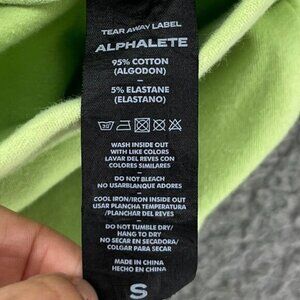 TEAR AWAY LABEL
ALPHALETE
95% COTTON
(ALGODON)
–
5% ELASTANE
(ELASTANO)
WASH INSIDE OUT
WITH LIKE COLORS
LAVAR DEL REVES CON
COLORES SIMILARES
–
DO NOT BLEACH
NO USARBLANQUE ADORES
–
COOL IRON/IRON INSIDE OUT
USAR PLANCHA TEMPERATURA
/PLANCHAR DEL REVES
–
DO NOT TUMBLE DRY/
HANG TO DRY
NO SECAR EN SECADORA/
COLGAR PARA SECAR
–
MADE IN CHINA
HECHO EN CHINA
S